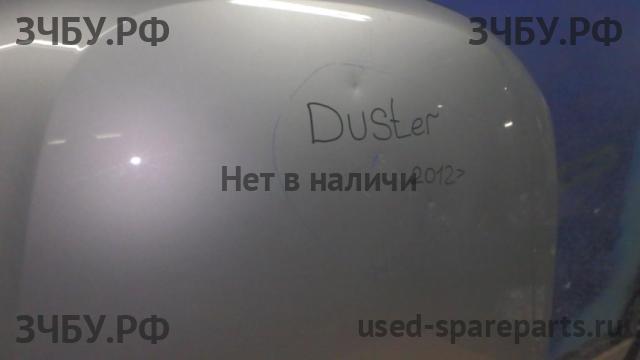 ЗЧБУ.РФ ЗЧБУ.РФ
Duster
Нет в наличи 2012>
ЗЧБУ.РФ used-spareparts.ru